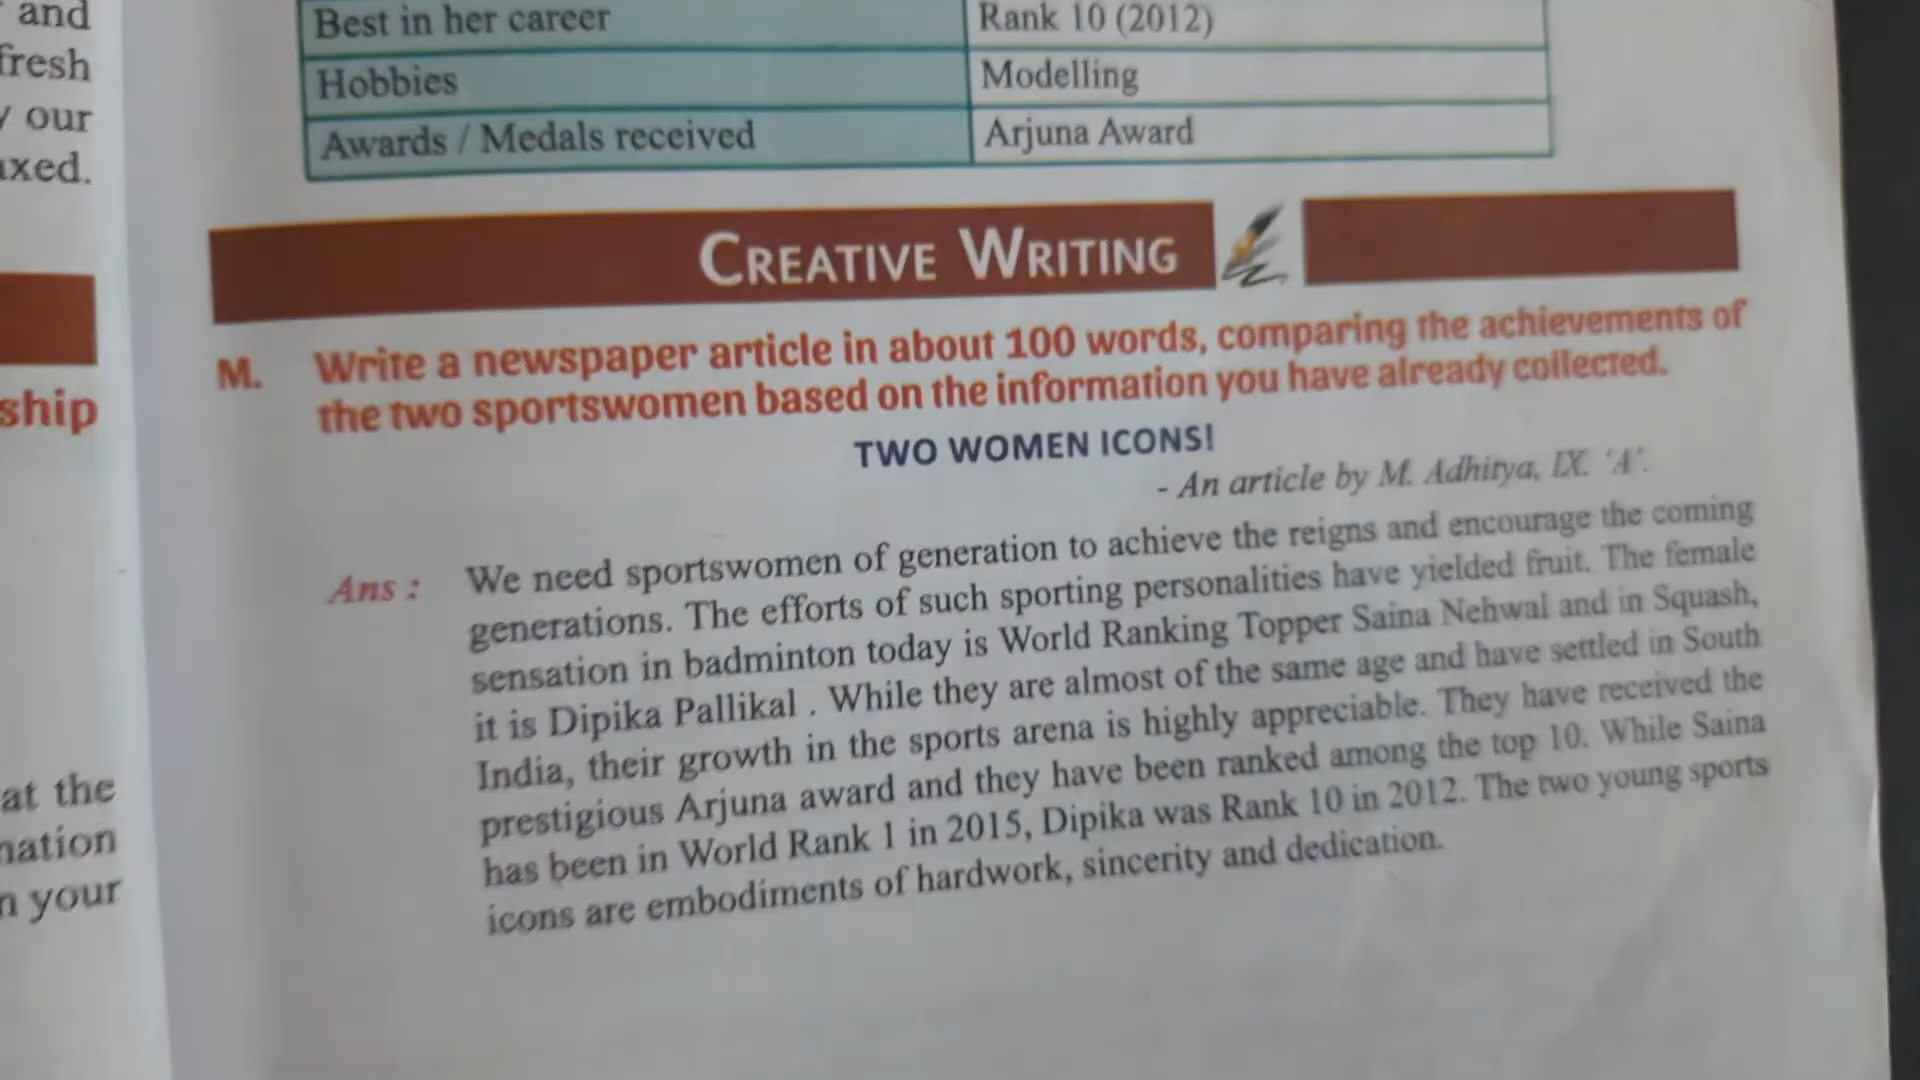 and
fresh
our
axed.
ship
at the
nation
n your
Best in her career Rank 10 (2012)
Hobbies Modelling
Awards / Medals received Arjuna Award
CREATIVE WRITING
M. Write a newspaper article in about 100 words, comparing the achievements of
the two sportswomen based on the information you have already collected.
TWO WOMEN ICONS!
- An article by M. Adhitya, IX. 'A'.
Ans : We need sportswomen of generation to achieve the reigns and encourage the coming
generations. The efforts of such sporting personalities have yielded fruit. The female
sensation in badminton today is World Ranking Topper Saina Nehwal and in Squash,
it is Dipika Pallikal . While they are almost of the same age and have settled in South
India, their growth in the sports arena is highly appreciable. They have received the
prestigious Arjuna award and they have been ranked among the top 10. While Saina
has been in World Rank 1 in 2015, Dipika was Rank 10 in 2012. The two young sports
icons are embodiments of hardwork, sincerity and dedication.